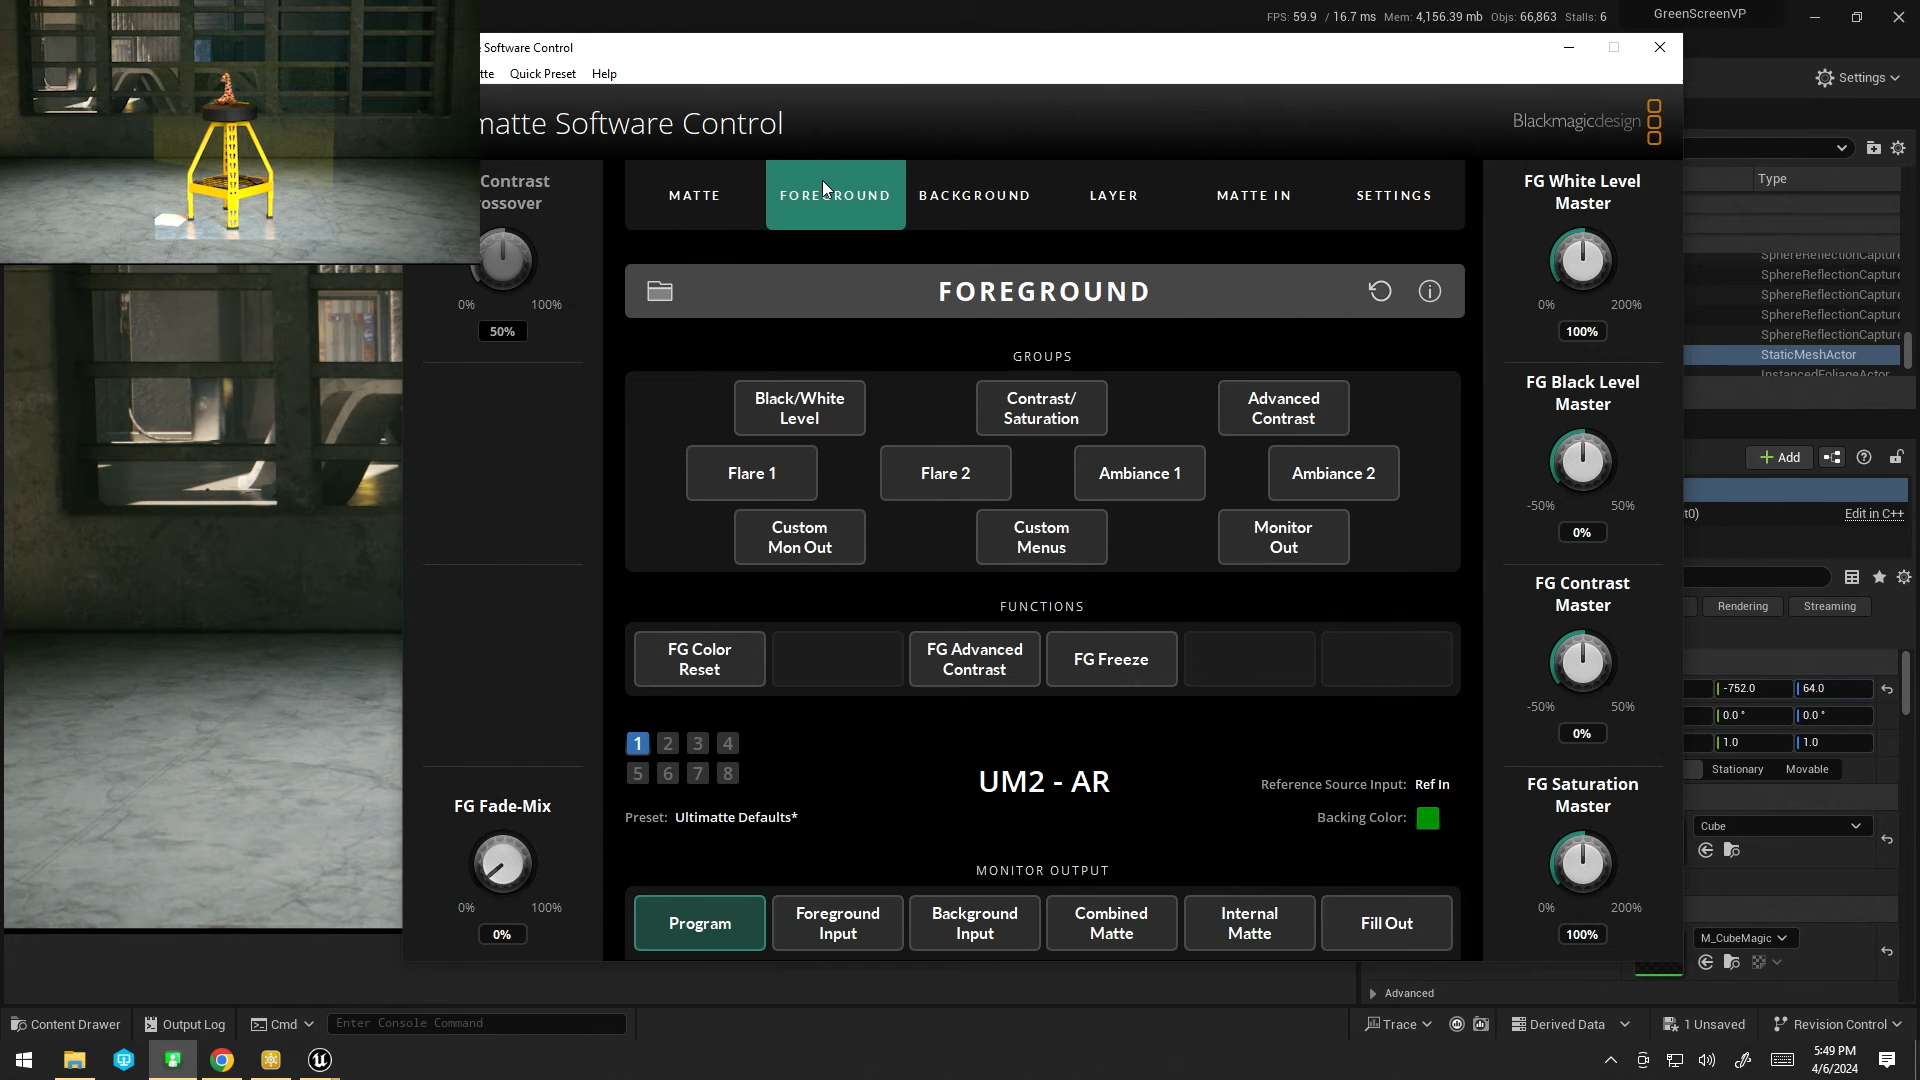 FPS: 59.9 / 16.7 ms Mem: 4,156.39 mb Objs: 66,863 Stalls: 6
GreenScreenVP
Software Control
tte Quick Preset Help
Settings
matte Software Control
Blackmagicdesign
Contrast
ossover
0% 100%
50%
FG Fade-Mix
0% 100%
0%
MATTE FOREGROUND BACKGROUND LAYER MATTE IN SETTINGS
FOREGROUND
GROUPS
Black/White
Level
Contrast/
Saturation
Advanced
Contrast
Flare 1
Flare 2
Ambiance 1
Ambiance 2
Custom
Mon Out
Custom
Menus
Monitor
Out
FUNCTIONS
FG Color
Reset
FG Advanced
Contrast
FG Freeze
1 2 3 4
5 6 7 8
UM2 - AR
Reference Source Input: Ref In
Preset: Ultimatte Defaults*
Backing Color:
MONITOR OUTPUT
Program
Foreground
Input
Background
Input
Combined
Matte
Internal
Matte
Fill Out
FG White Level
Master
0% 200%
100%
FG Black Level
Master
-50% 50%
0%
FG Contrast
Master
-50% 50%
0%
FG Saturation
Master
0% 200%
100%
Type
SphereReflectionCapture
SphereReflectionCapture
SphereReflectionCapture
SphereReflectionCapture
SphereReflectionCapture
StaticMeshActor
InstancedFoliageActor
Add
t0) Edit in C++
Rendering Streaming
-752.0 64.0
0.0 ° 0.0 °
1.0 1.0
Stationary Movable
Cube
M_CubeMagic
Advanced
Content Drawer Output Log Cmd Enter Console Command
Trace Derived Data 1 Unsaved Revision Control
5:49 PM
4/6/2024